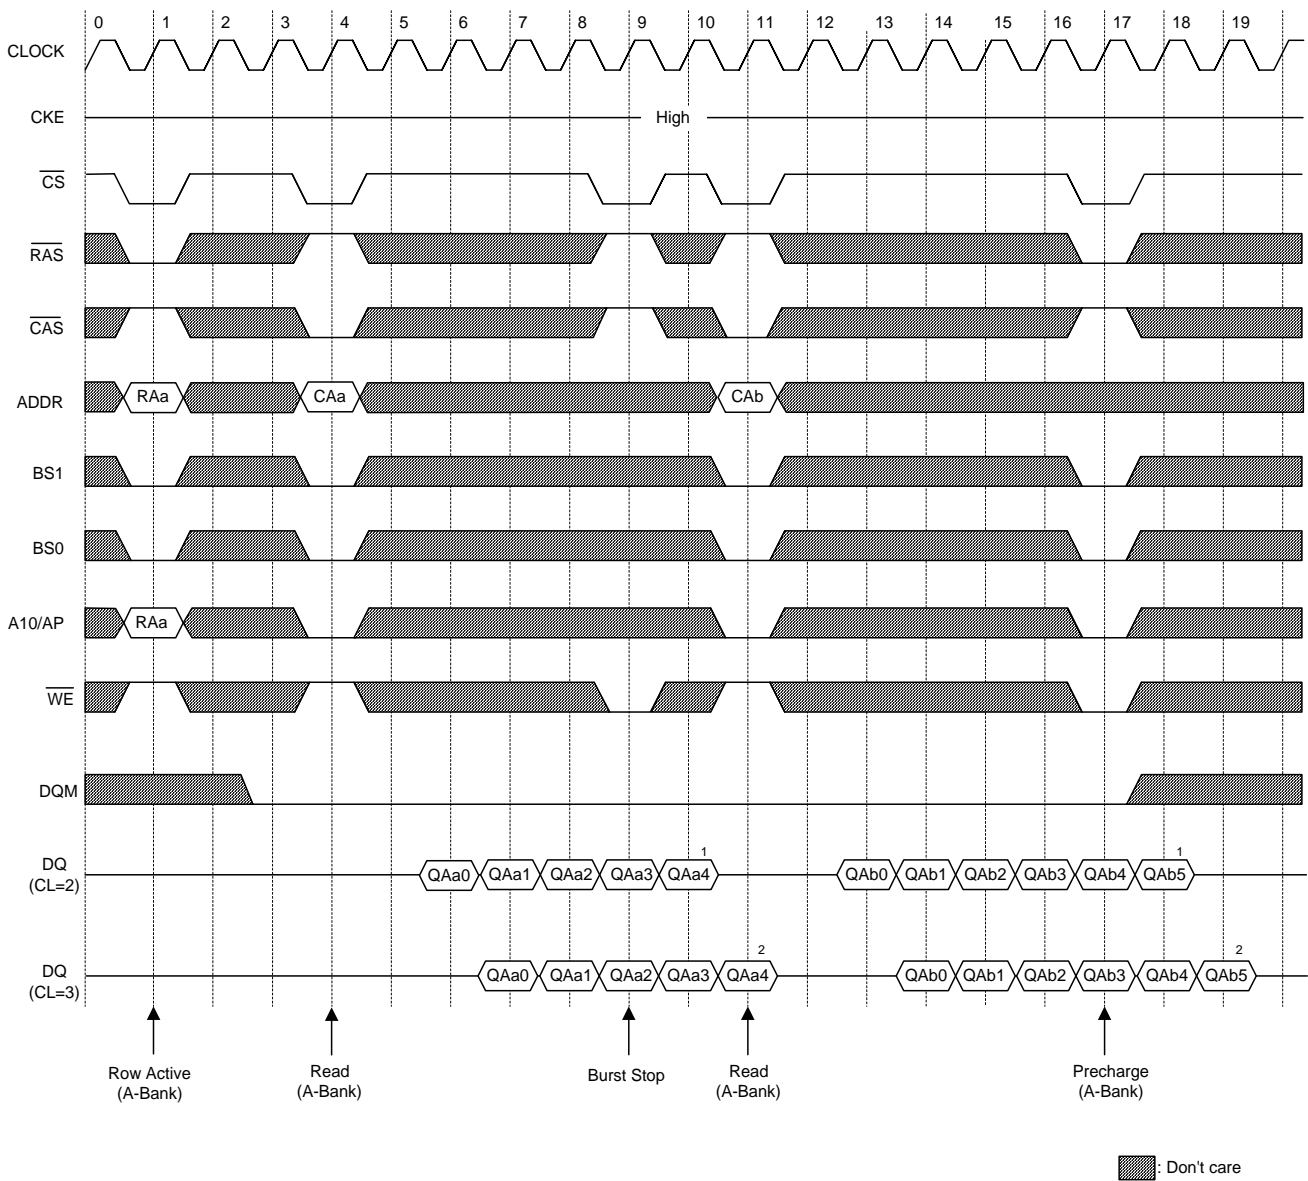 0 1 2 3 4 5 6 7 8 9 10 11 12 13 14 15 16 17 18 19
CLOCK
CKE High
CS
RAS
CAS
ADDR RAa CAa CAb
BS1
BS0
A10/AP RAa
WE
DQM
1 1
DQ
(CL=2) QAa0 QAa1 QAa2 QAa3 QAa4 QAb0 QAb1 QAb2 QAb3 QAb4 QAb5
2 2
DQ
(CL=3) QAa0 QAa1 QAa2 QAa3 QAa4 QAb0 QAb1 QAb2 QAb3 QAb4 QAb5
Row Active
(A-Bank)
Read
(A-Bank)
Burst Stop
Read
(A-Bank)
Precharge
(A-Bank)
: Don't care